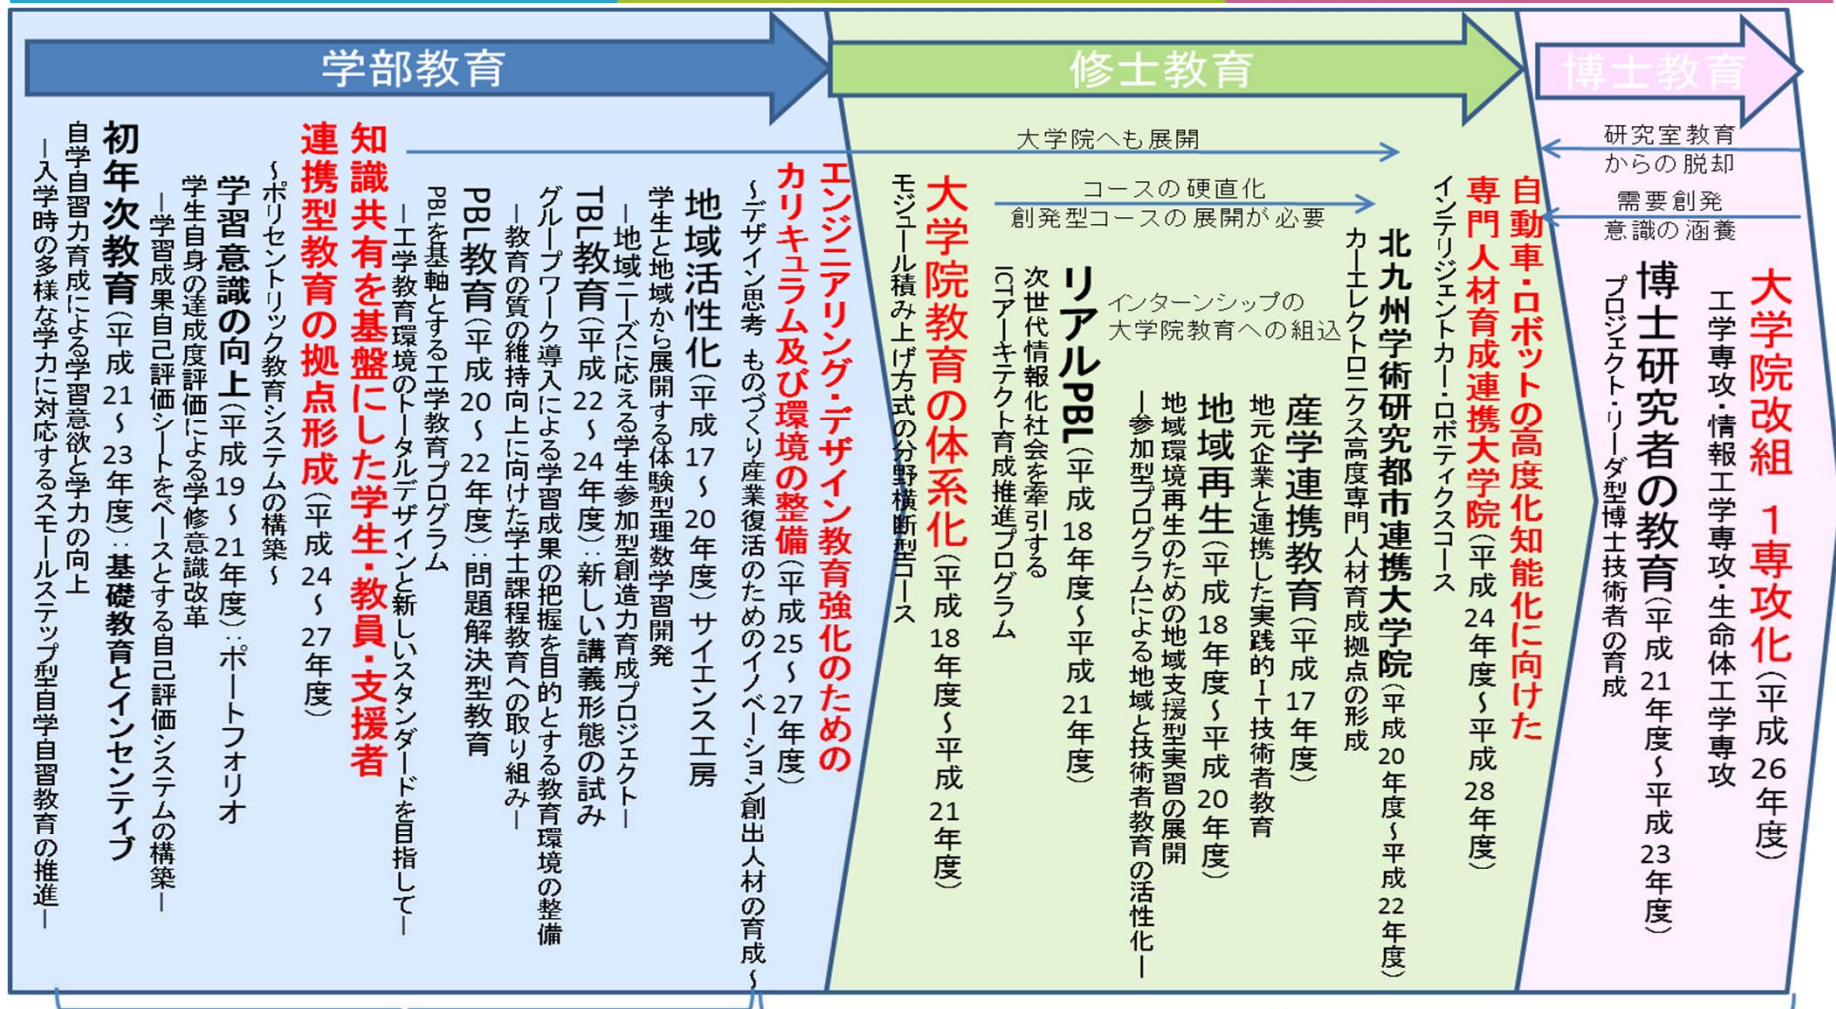 学部教育
修士教育
博士教育
初年次教育(平成21～23年度):基礎教育とインセンティブ
自学自習力育成による学習意欲と学力の向上
―入学時の多様な学力に対応するスモールステップ型自学自習教育の推進―
学習意識の向上(平成19～21年度):ポートフォリオ
学生自身の達成度評価による学修意識改革
―学習成果自己評価シートをベースとする自己評価システムの構築―
知識共有を基盤にした学生・教員・支援者
連携型教育の拠点形成(平成24～27年度)
～ポリセントリック教育システムの構築～
PBL教育(平成20～22年度):問題解決型教育
PBLを基軸とする工学教育プログラム
―工学教育環境のトータルデザインと新しいスタンダードを目指して―
TBL教育(平成22～24年度):新しい講義形態の試み
グループワーク導入による学習成果の把握を目的とする教育環境の整備
―教育の質の維持向上に向けた学士課程教育への取り組み―
地域活性化(平成17～20年度)サイエンス工房
学生と地域から展開する体験型理数学習開発
―地域ニーズに応える学生参加型創造力育成プロジェクト―
エンジニアリング・デザイン教育強化のための
カリキュラム及び環境の整備(平成25～27年度)
～デザイン思考 ものづくり産業復活のためのイノベーション創出人材の育成～
大学院へも展開
大学院教育の体系化(平成18年度～平成21年度)
モジュール積み上げ方式の分野横断型コース
コースの硬直化
創発型コースの展開が必要
リアルPBL(平成18年度～平成21年度)
次世代情報化社会を牽引する
ICTアーキテクト育成推進プログラム
インターンシップの
大学院教育への組込
地域再生(平成18年度～平成20年度)
地域環境再生のための地域支援型実習の展開
―参加型プログラムによる地域と技術者教育の活性化―
産学連携教育(平成17年度)
地元企業と連携した実践的IT技術者教育
北九州学術研究都市連携大学院(平成20年度～平成22年度)
カーエレクトロニクス高度専門人材育成拠点の形成
自動車・ロボットの高度化知能化に向けた
専門人材育成連携大学院(平成24年度～平成28年度)
インテリジェントカー・ロボティクスコース
研究室教育
からの脱却
需要創発
意識の涵養
博士研究者の教育(平成21年度～平成23年度)
プロジェクト・リーダ型博士技術者の育成
大学院改組 1専攻化(平成26年度)
工学専攻・情報工学専攻・生命体工学専攻